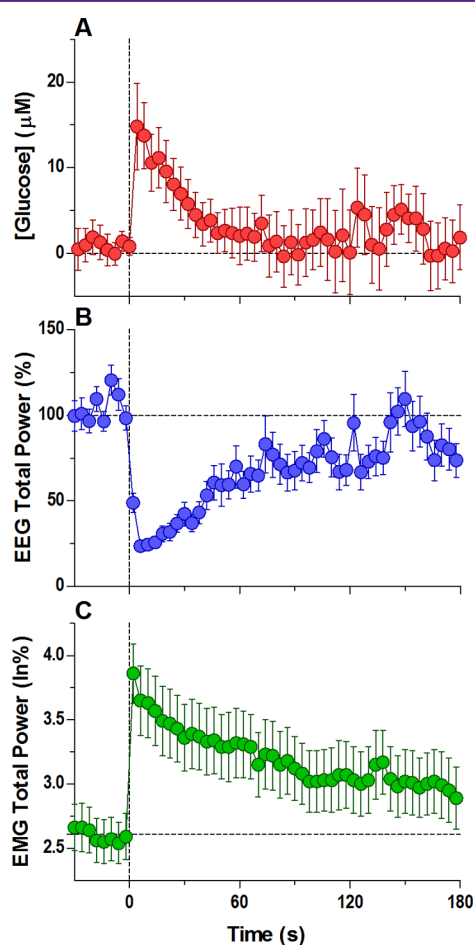 A
[Glucose] (μM)
20
10
0
B
EEG Total Power (%)
150
100
50
0
C
EMG Total Power (ln%)
4.0
3.5
3.0
2.5
0
60
120
180
Time (s)